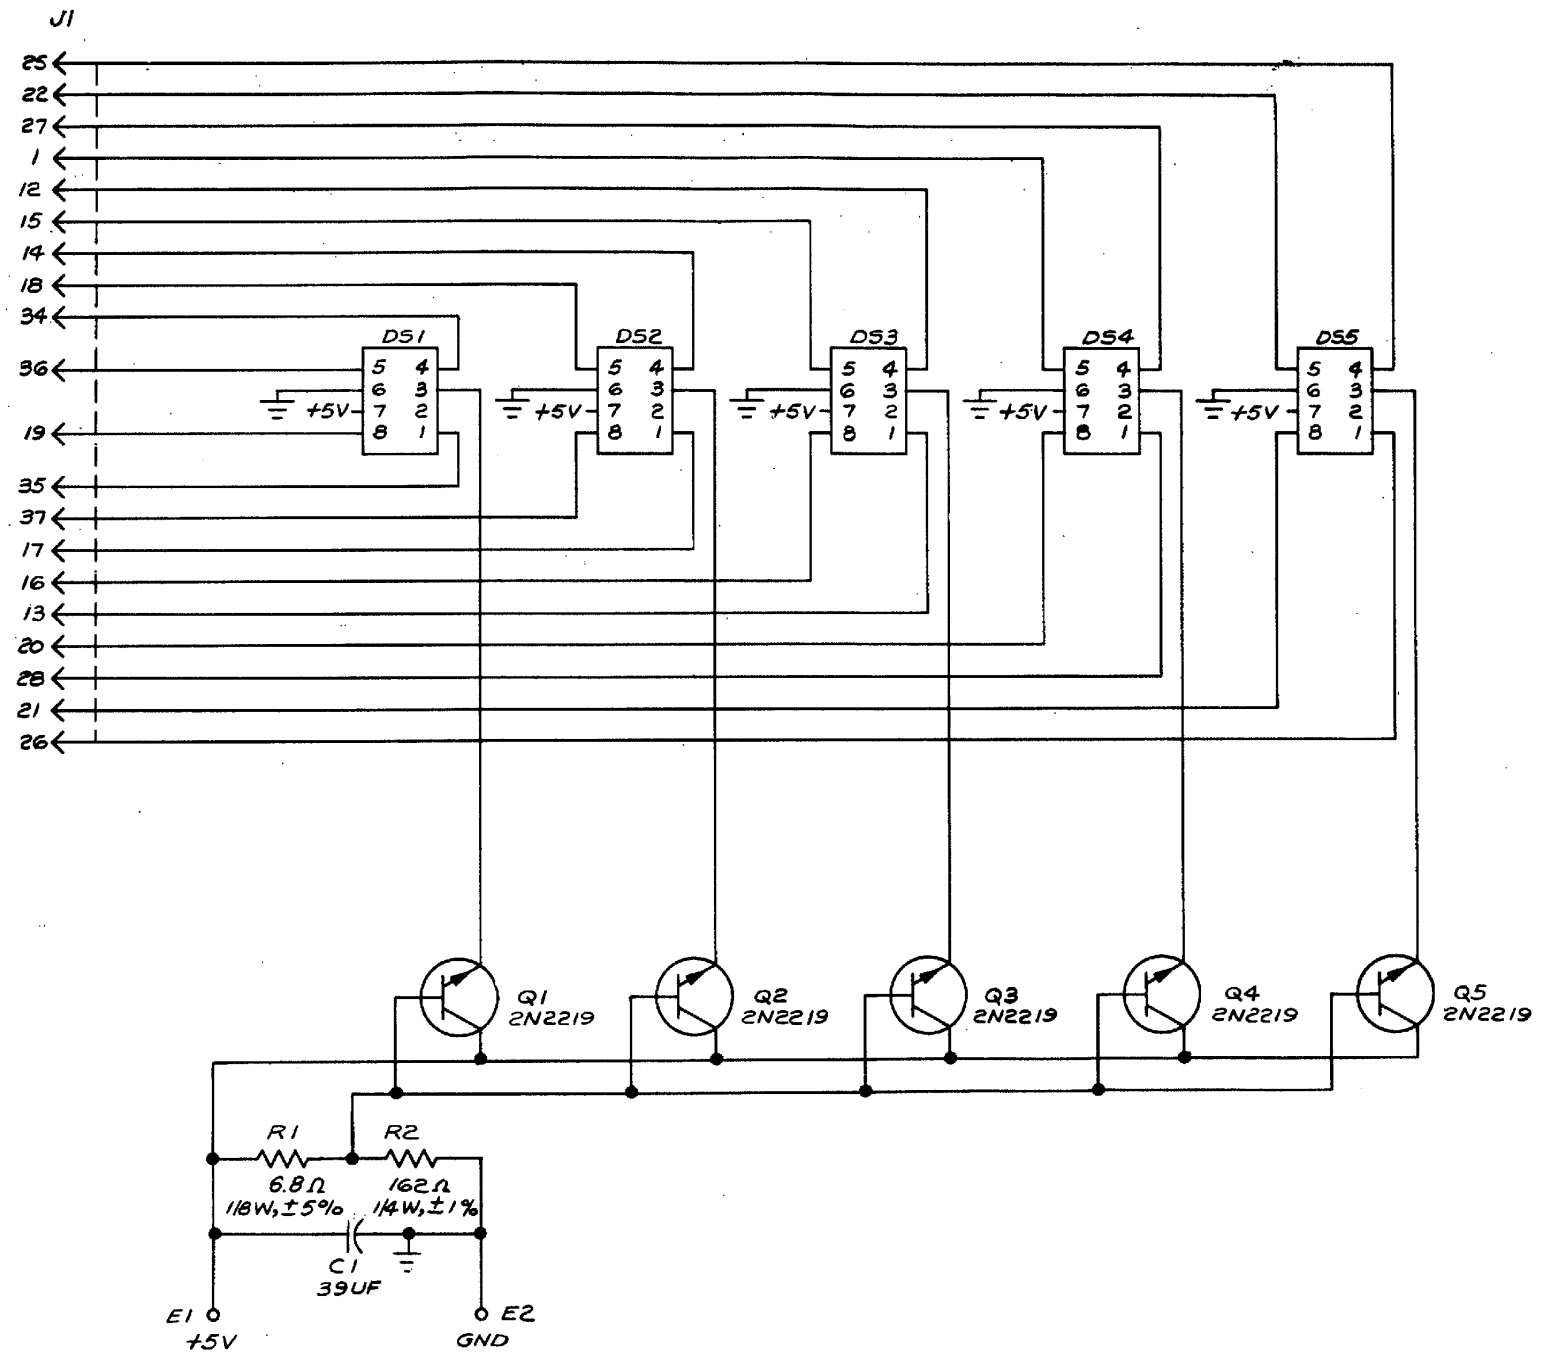 J1
25
22
27
1
12
15
14
18
34
36
19
35
37
17
16
13
20
28
21
26
DS1 DS2 DS3 DS4 DS5
5 4 5 4 5 4 5 4 5 4
6 3 6 3 6 3 6 3 6 3
+5V 7 2 +5V 7 2 +5V 7 2 +5V 7 2 +5V 7 2
8 1 8 1 8 1 8 1 8 1
Q1 Q2 Q3 Q4 Q5
2N2219 2N2219 2N2219 2N2219 2N2219
R1 R2
6.8Ω 162Ω
1/8W,±5% 1/4W,±1%
C1
39UF
E1 E2
+5V GND